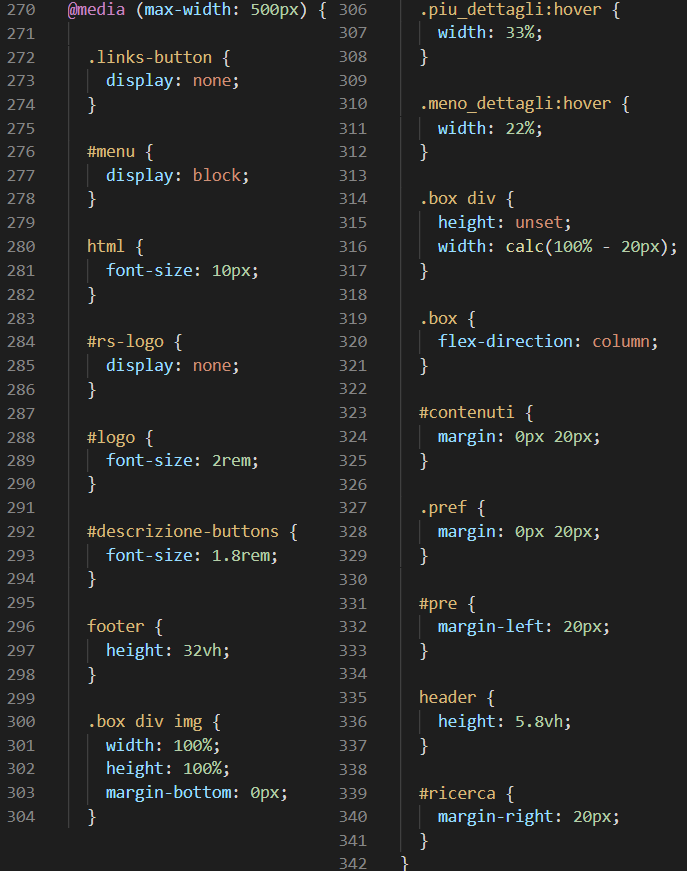 270 @media (max-width: 500px) {
271
272 .links-button {
273 display: none;
274 }
275
276 #menu {
277 display: block;
278 }
279
280 html {
281 font-size: 10px;
282 }
283
284 #rs-logo {
285 display: none;
286 }
287
288 #logo {
289 font-size: 2rem;
290 }
291
292 #descrizione-buttons {
293 font-size: 1.8rem;
294 }
295
296 footer {
297 height: 32vh;
298 }
299
300 .box div img {
301 width: 100%;
302 height: 100%;
303 margin-bottom: 0px;
304 }
306 .piu_dettagli:hover {
307 width: 33%;
308 }
309
310 .meno_dettagli:hover {
311 width: 22%;
312 }
313
314 .box div {
315 height: unset;
316 width: calc(100% - 20px);
317 }
318
319 .box {
320 flex-direction: column;
321 }
322
323 #contenuti {
324 margin: 0px 20px;
325 }
326
327 .pref {
328 margin: 0px 20px;
329 }
330
331 #pre {
332 margin-left: 20px;
333 }
334
335 header {
336 height: 5.8vh;
337 }
338
339 #ricerca {
340 margin-right: 20px;
341 }
342 }